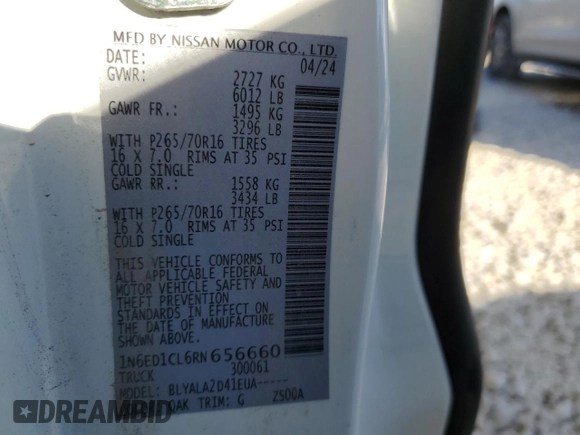 MFD BY NISSAN MOTOR CO., LTD.
DATE: 04/24
GVWR: 2727 KG
6012 LB
GAWR FR.: 1495 KG
3296 LB
WITH P265/70R16 TIRES
16 X 7.0 RIMS AT 35 PSI
COLD SINGLE
GAWR RR.: 1558 KG
3434 LB
WITH P265/70R16 TIRES
16 X 7.0 RIMS AT 35 PSI
COLD SINGLE
THIS VEHICLE CONFORMS TO
ALL APPLICABLE FEDERAL
MOTOR VEHICLE SAFETY AND
THEFT PREVENTION
STANDARDS IN EFFECT ON
THE DATE OF MANUFACTURE
SHOWN ABOVE.
1N6ED1CL6RN656660
TRUCK 300061
MODEL: BLYALA2D41EUA-----
QAK TRIM: G ZS00A
DREAMBID